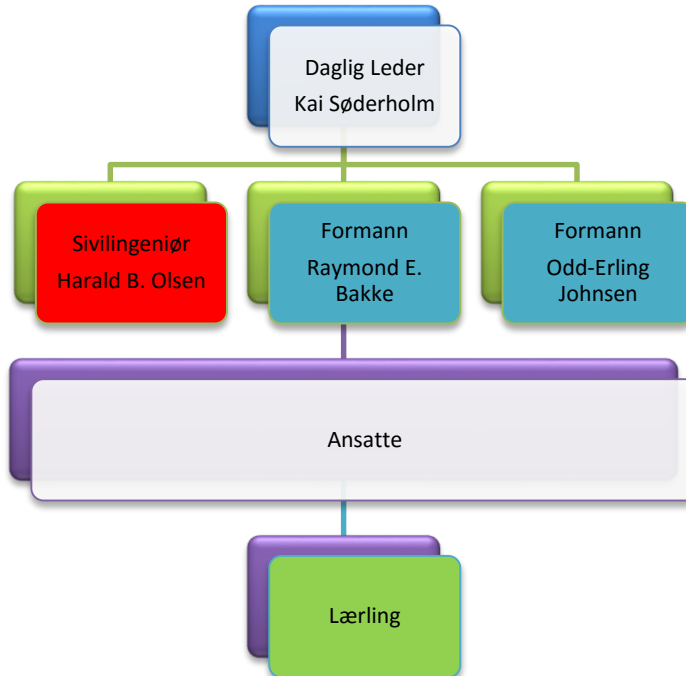 Daglig Leder
Kai Søderholm
Sivilingeniør
Harald B. Olsen
Formann
Raymond E.
Bakke
Formann
Odd-Erling
Johnsen
Ansatte
Lærling